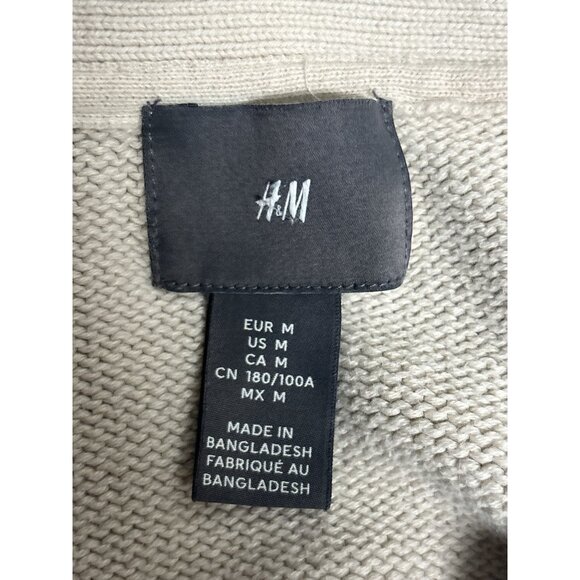 H&M
EUR M
US M
CA M
CN 180/100A
MX M
MADE IN
BANGLADESH
FABRIQUÉ AU
BANGLADESH